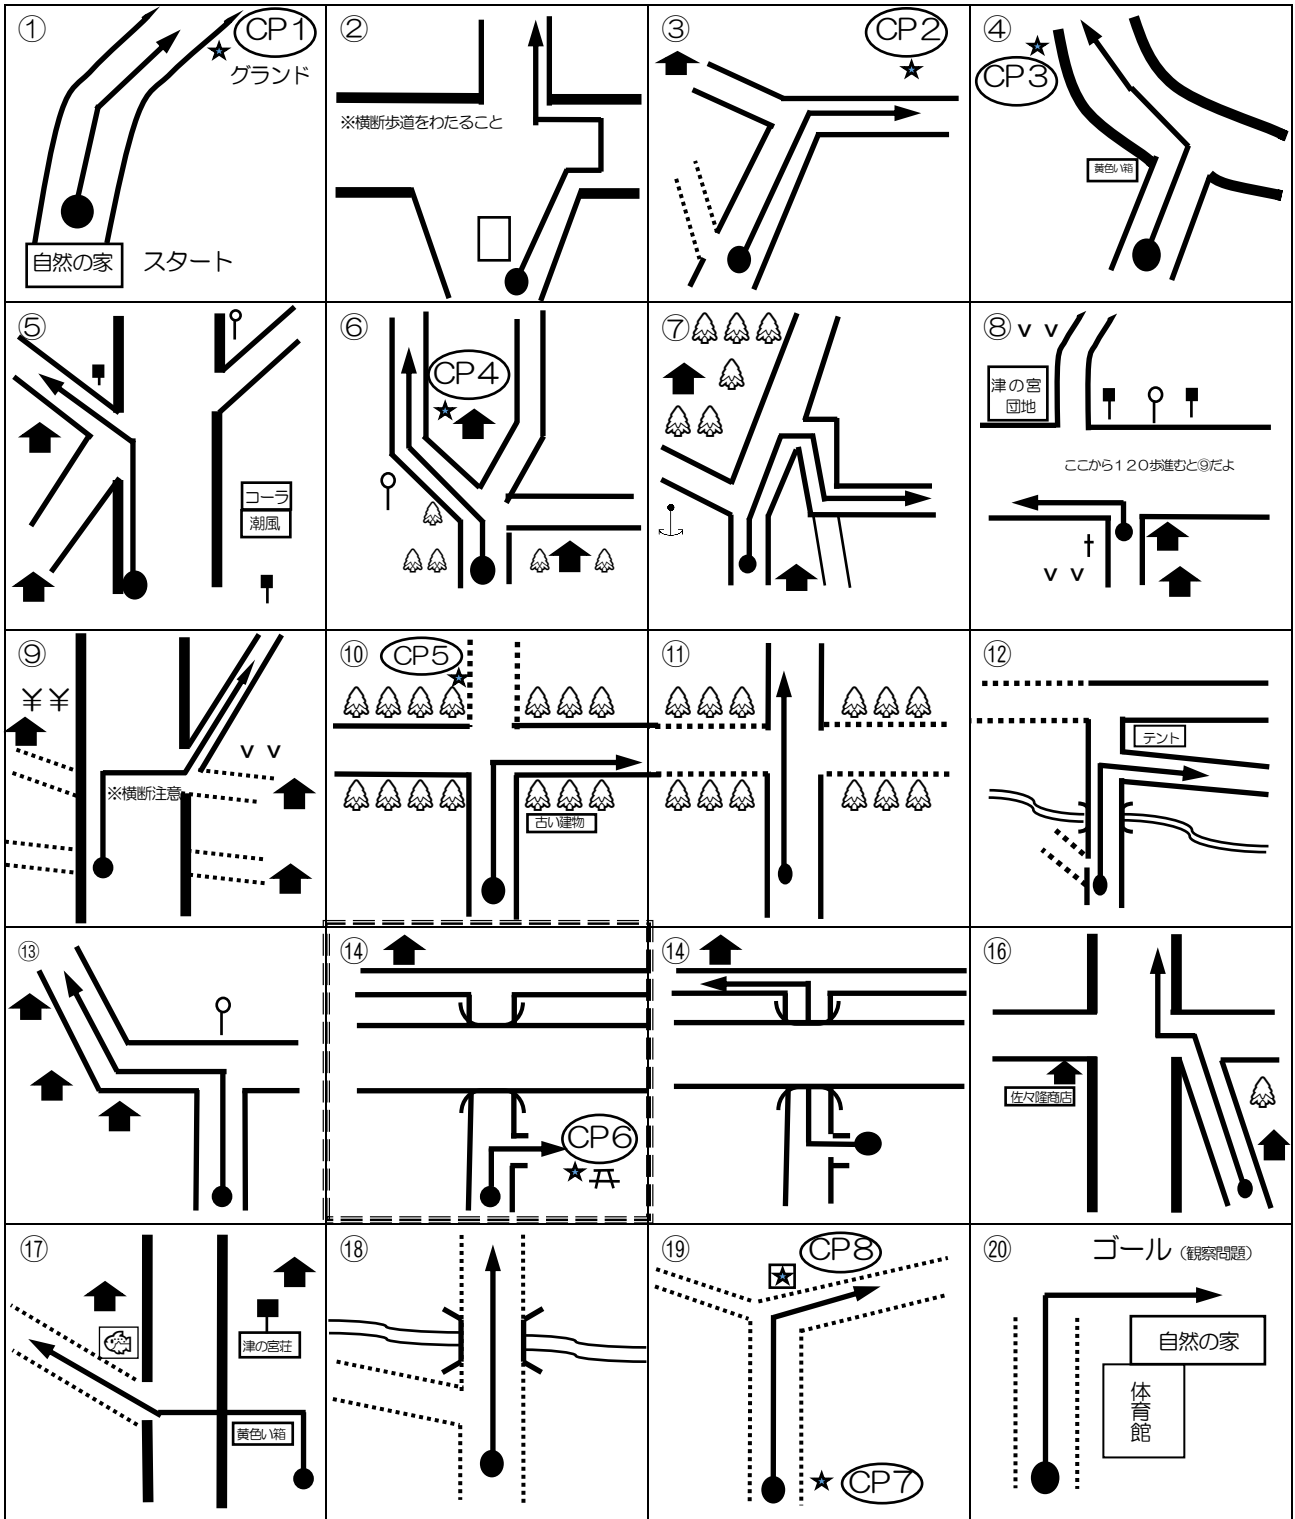 ①
CP1
グランド
自然の家
スタート
②
※横断歩道をわたること
③
CP2
④
CP3
黄色い箱
⑤
コーラ
潮風
⑥
CP4
⑦
⑧
v v
津の宮
団地
ここから120歩進むと⑨だよ
v v
⑨
¥¥
v v
※横断注意
⑩
CP5
古い建物
⑪
⑫
テント
⑬
⑭
CP6
⑭
⑯
佐々隆商店
⑰
津の宮荘
黄色い箱
⑱
⑲
CP8
CP7
⑳
ゴール(観察問題)
自然の家
体育館